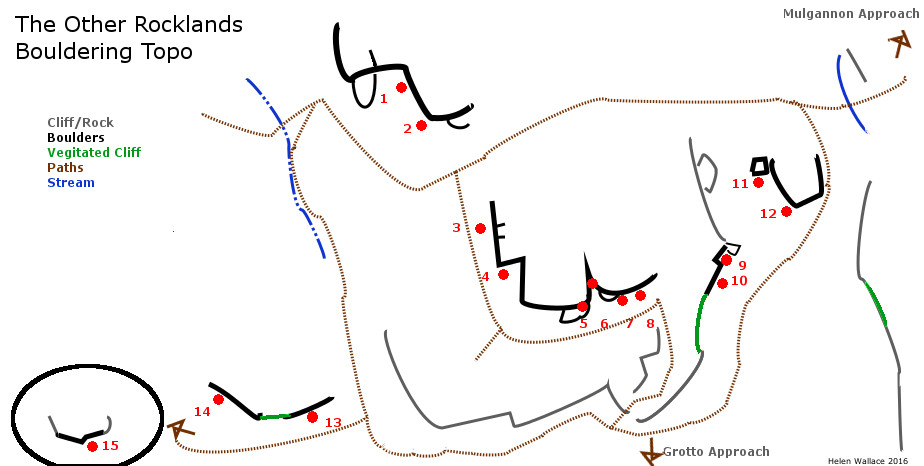 The Other Rocklands
Bouldering Topo
Mulgannon Approach
Cliff/Rock
Boulders
Vegitated Cliff
Paths
Stream
1
2
3
4
5
6
7
8
9
10
11
12
13
14
15
Grotto Approach
Helen Wallace 2016